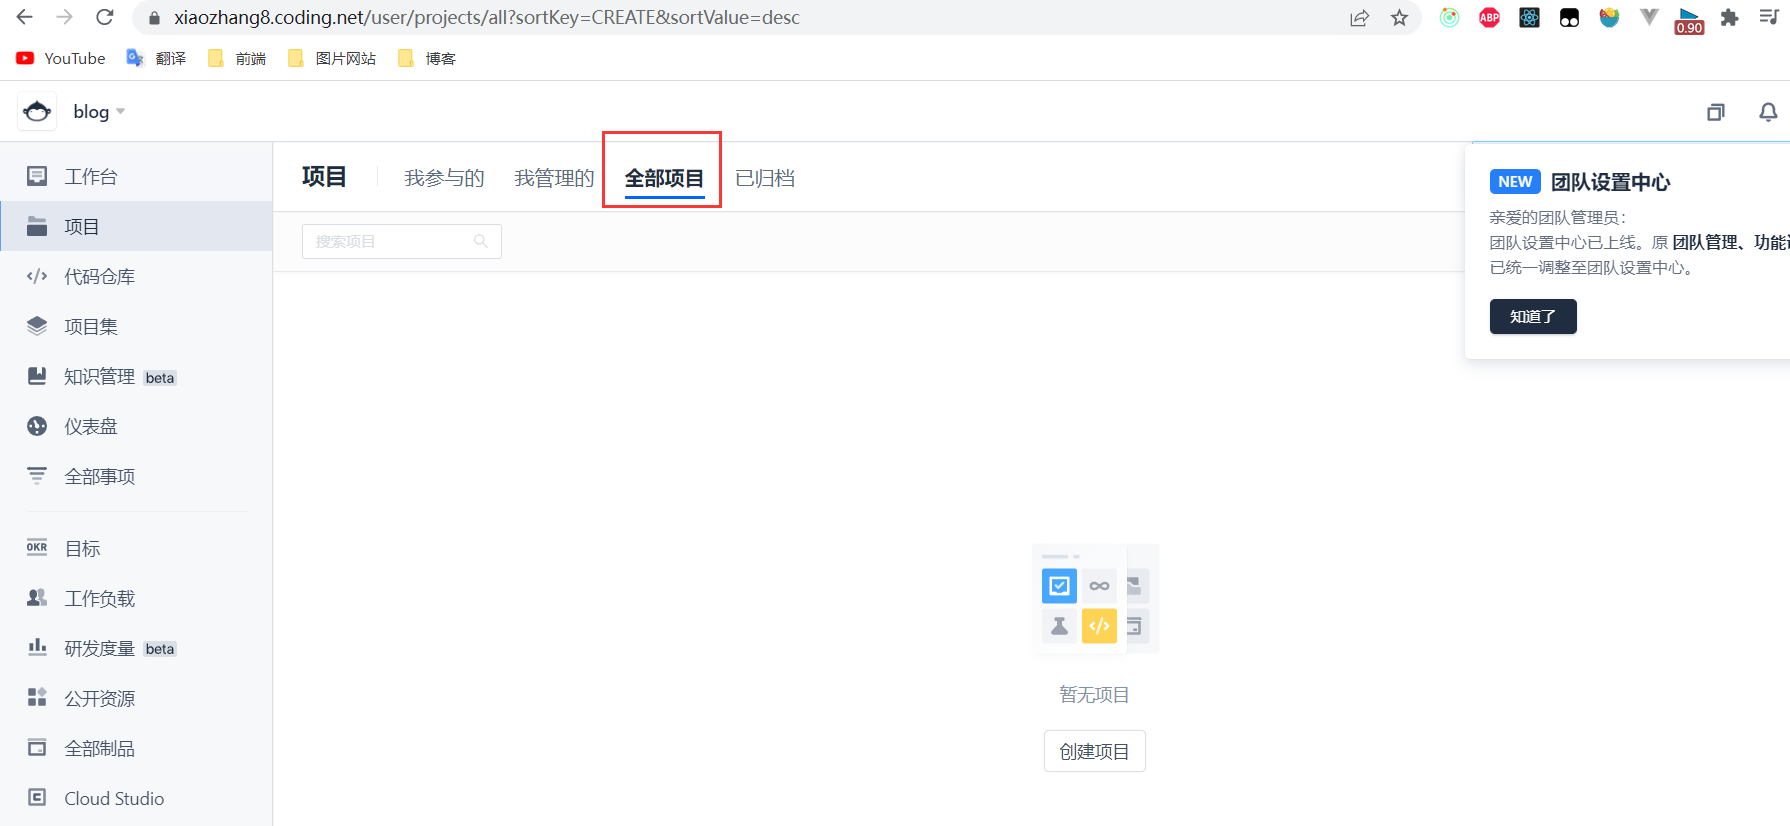 xiaozhang8.coding.net/user/projects/all?sortKey=CREATE&sortValue=desc
ABP
0.90
YouTube
翻译
前端
图片网站
博客
blog
工作台
项目
代码仓库
项目集
知识管理 beta
仪表盘
全部事项
OKR 目标
工作负载
研发度量 beta
公开资源
全部制品
Cloud Studio
项目 我参与的 我管理的 全部项目 已归档
搜索项目
暂无项目
创建项目
NEW 团队设置中心
亲爱的团队管理员：
团队设置中心已上线。原 团队管理、功能
已统一调整至团队设置中心。
知道了